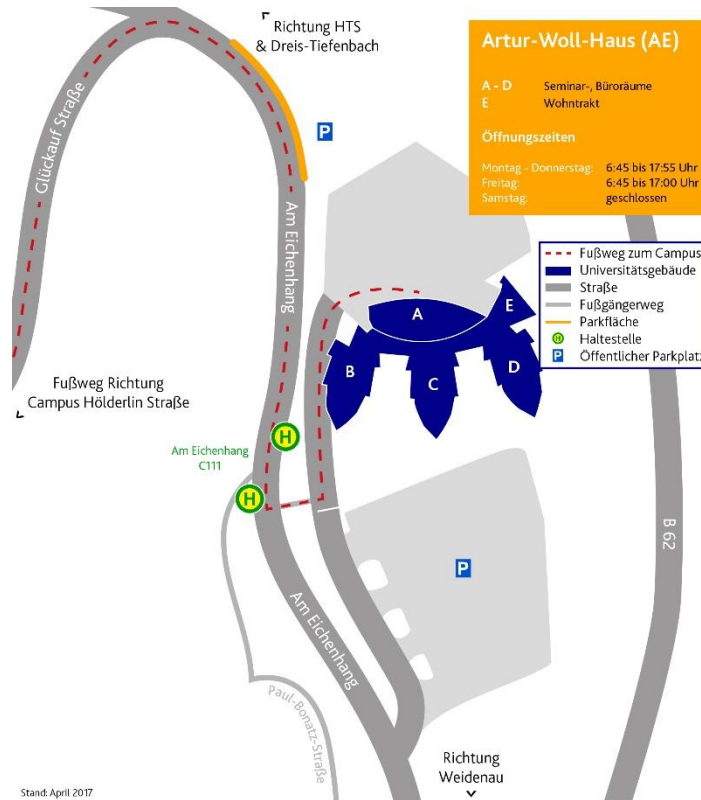 Richtung HTS
& Dreis-Tiefenbach
Artur-Woll-Haus (AE)
A - D Seminar-, Büroräume
E Wohntrakt
Öffnungszeiten
Montag - Donnerstag: 6:45 bis 17:55 Uhr
Freitag: 6:45 bis 17:00 Uhr
Samstag: geschlossen
P
Glückauf Straße
Am Eichenhang
Fußweg zum Campus
Universitätsgebäude
Straße
Fußgängerweg
Parkfläche
H Haltestelle
P Öffentlicher Parkplatz
A
E
B
C
D
Fußweg Richtung
Campus Hölderlin Straße
Am Eichenhang
C111
H
H
B 62
P
Am Eichenhang
Paul-Bonatz-Straße
Richtung
Weidenau
Stand: April 2017